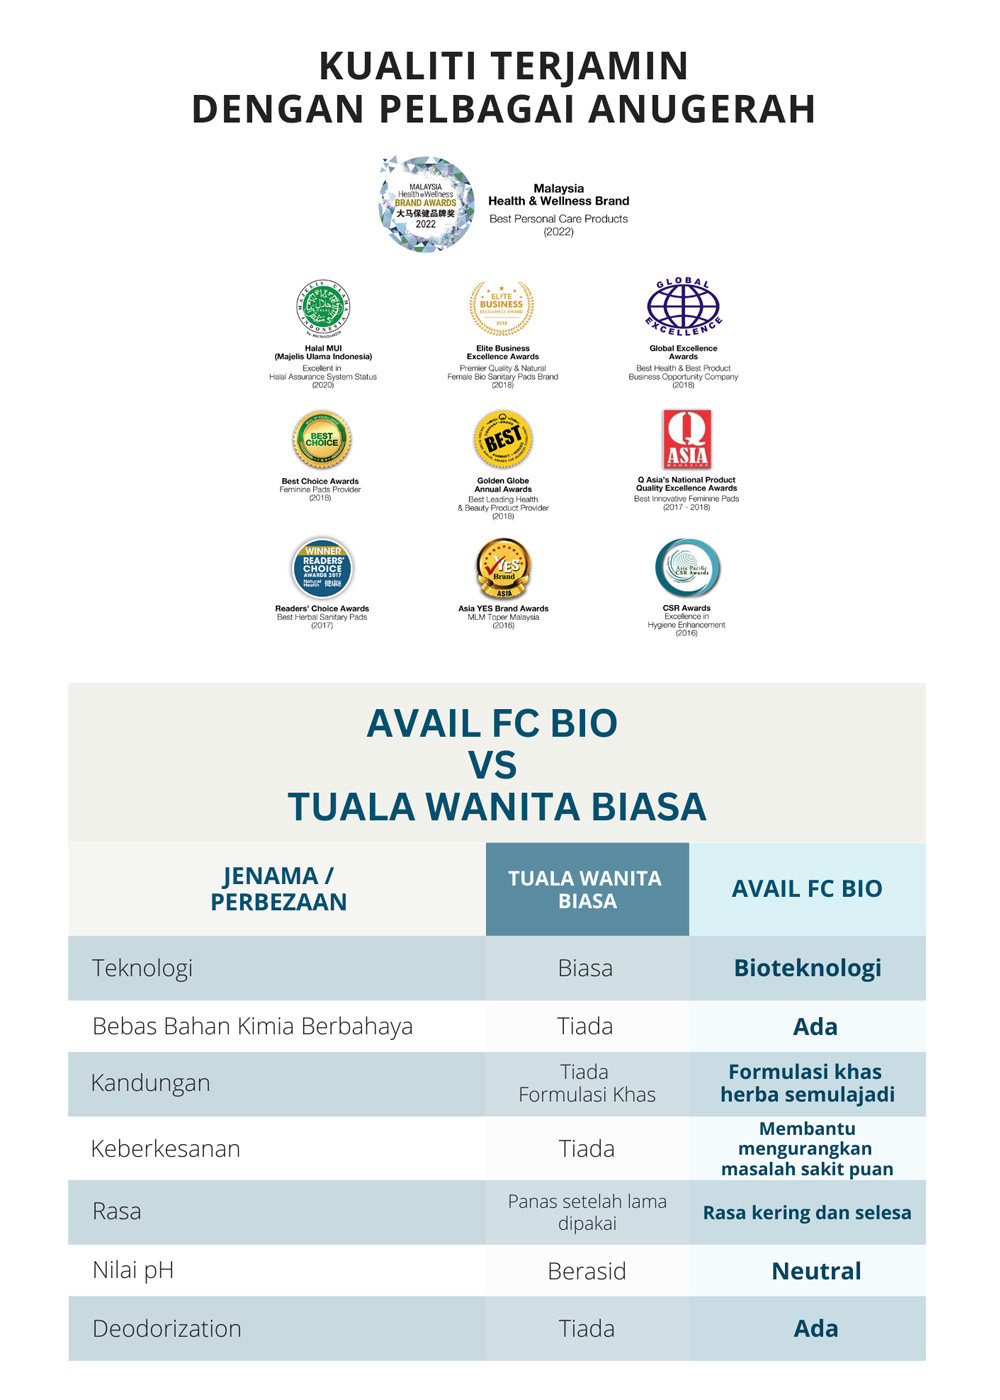 KUALITI TERJAMIN
DENGAN PELBAGAI ANUGERAH
MALAYSIA
Health & Wellness
BRAND AWARDS
大马保健品牌奖
2022
Malaysia
Health & Wellness Brand
Best Personal Care Products
(2022)
MAJELIS ULAMA INDONESIA
Halal MUI
(Majelis Ulama Indonesia)
Excellent in
Halal Assurance System Status
(2020)
ELYTE
BUSINESS
EXCELLENCE AWARD
2018
Elite Business
Excellence Awards
Premier Quality & Natural
Female Bio Sanitary Pads Brand
(2018)
GLOBAL
EXCELLENCE
Global Excellence
Awards
Best Health & Best Product
Business Opportunity Company
(2018)
BEST
CHOICE
Best Choice Awards
Feminine Pads Provider
(2018)
BEST
Golden Globe
Annual Awards
Best Leading Health
& Beauty Product Provider
(2018)
Q
ASIA
MAGAZINE
Q Asia's National Product
Quality Excellence Awards
Best Innovative Feminine Pads
(2017 - 2018)
WINNER
READERS'
CHOICE
AWARDS 2017
Natural
Health
Readers' Choice Awards
Best Herbal Sanitary Pads
(2017)
YES
Brand
ASIA
Asia YES Brand Awards
MLM Toper Malaysia
(2016)
Asia Pacific
CSR Awards
CSR Awards
Excellence in
Hygiene Enhancement
(2016)
AVAIL FC BIO
VS
TUALA WANITA BIASA
JENAMA /
PERBEZAAN
TUALA WANITA
BIASA
AVAIL FC BIO
Teknologi
Biasa
Bioteknologi
Bebas Bahan Kimia Berbahaya
Tiada
Ada
Kandungan
Tiada
Formulasi Khas
Formulasi khas
herba semulajadi
Keberkesanan
Tiada
Membantu
mengurangkan
masalah sakit puan
Rasa
Panas setelah lama
dipakai
Rasa kering dan selesa
Nilai pH
Berasid
Neutral
Deodorization
Tiada
Ada